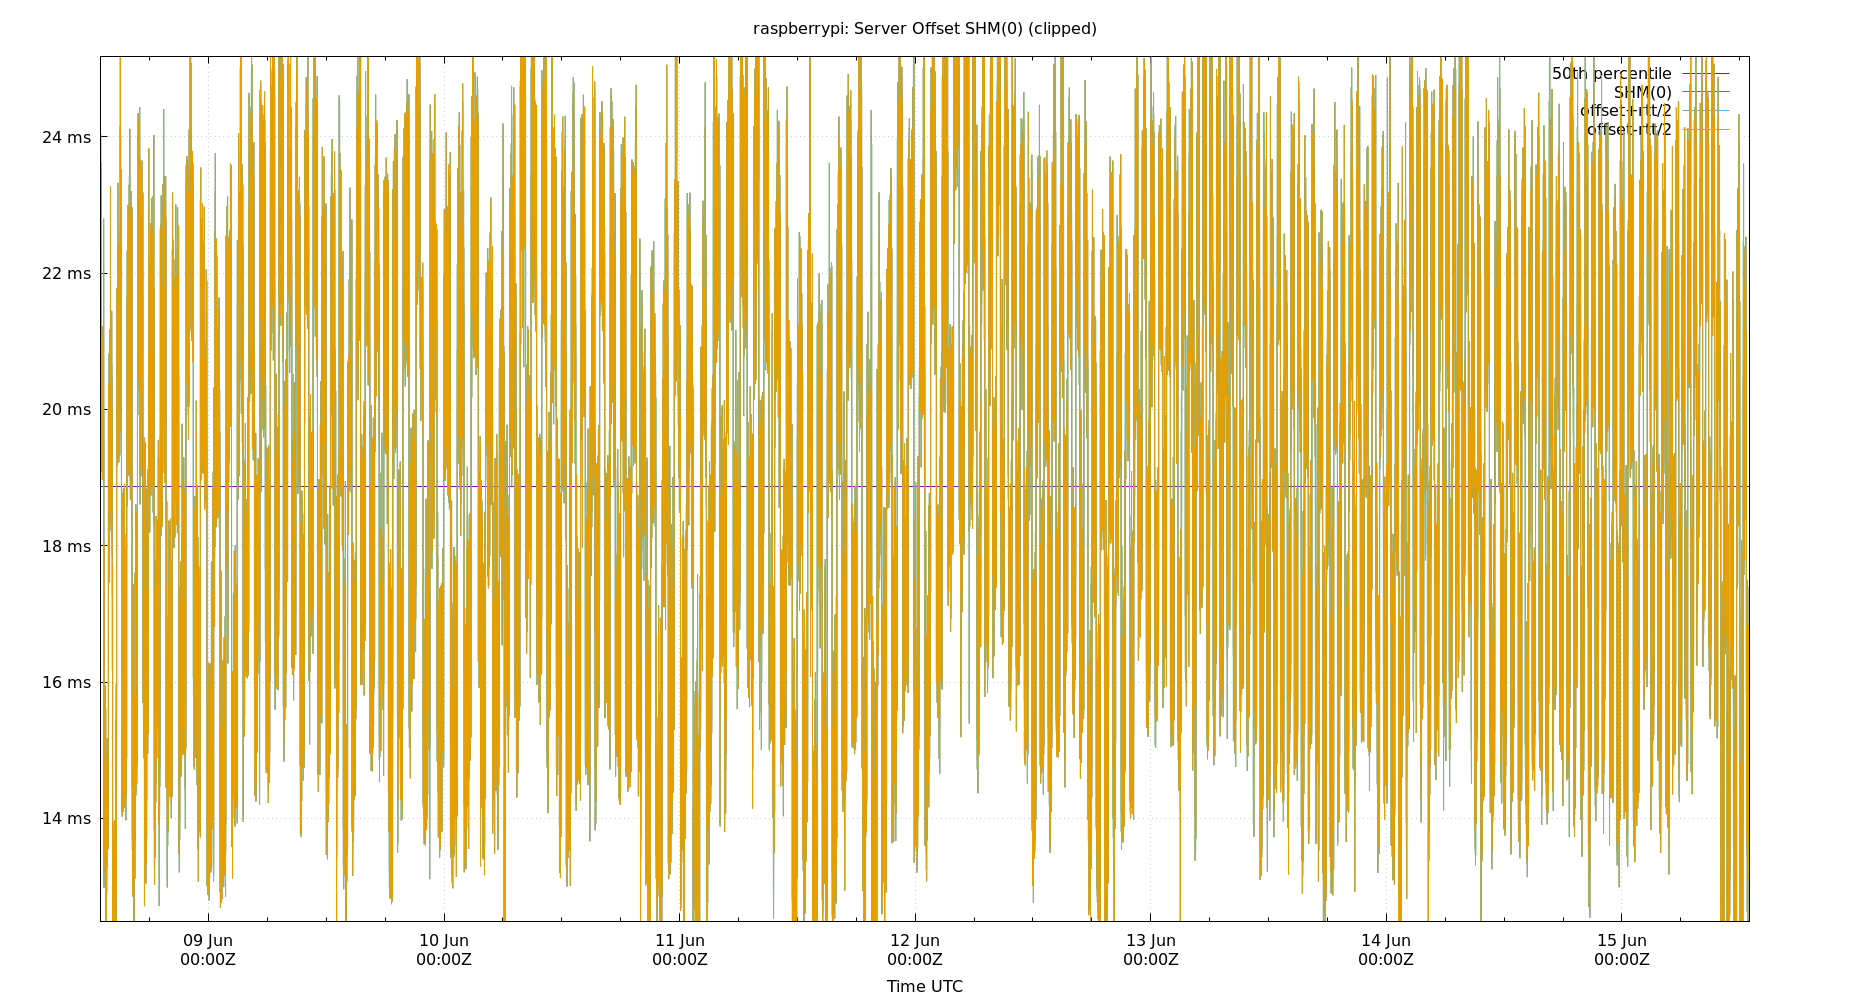 raspberrypi: Server Offset SHM(0) (clipped)
50th percentile
SHM(0)
offset+rtt/2
offset-rtt/2
24 ms
22 ms
20 ms
18 ms
16 ms
14 ms
09 Jun 10 Jun 11 Jun 12 Jun 13 Jun 14 Jun 15 Jun
00:00Z 00:00Z 00:00Z 00:00Z 00:00Z 00:00Z 00:00Z
Time UTC